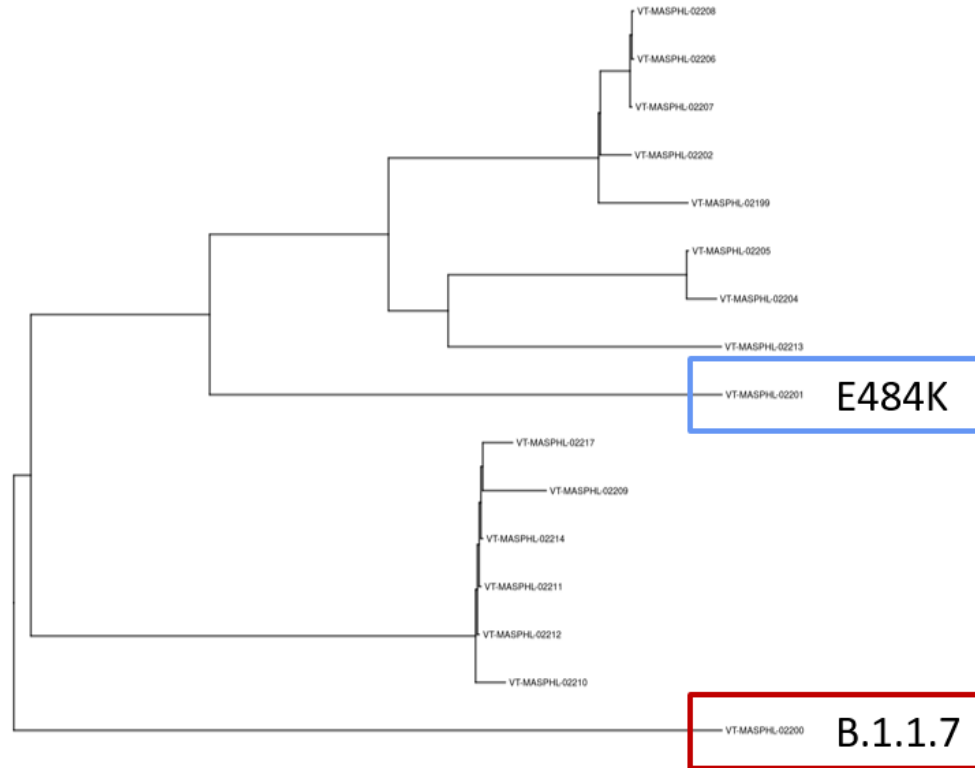 VT-MASPHL-02208
VT-MASPHL-02206
VT-MASPHL-02207
VT-MASPHL-02202
VT-MASPHL-02199
VT-MASPHL-02205
VT-MASPHL-02204
VT-MASPHL-02213
VT-MASPHL-02201 E484K
VT-MASPHL-02217
VT-MASPHL-02209
VT-MASPHL-02214
VT-MASPHL-02211
VT-MASPHL-02212
VT-MASPHL-02210
VT-MASPHL-02200 B.1.1.7